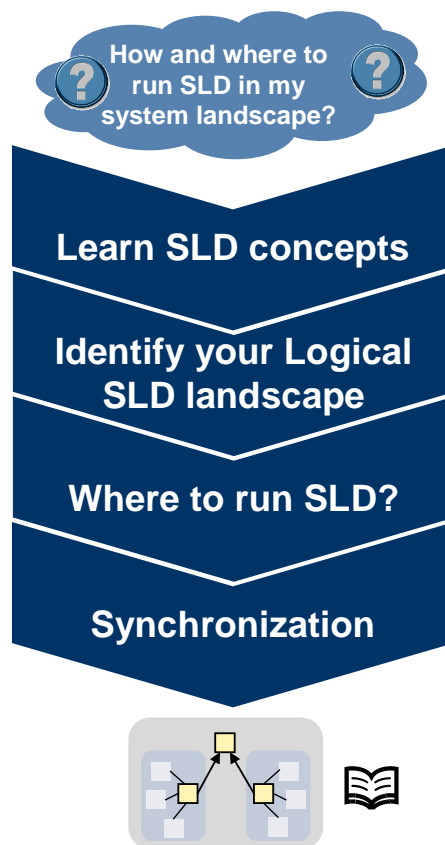 How and where to
? run SLD in my ?
system landscape?
Learn SLD concepts
Identify your Logical
SLD landscape
Where to run SLD?
Synchronization